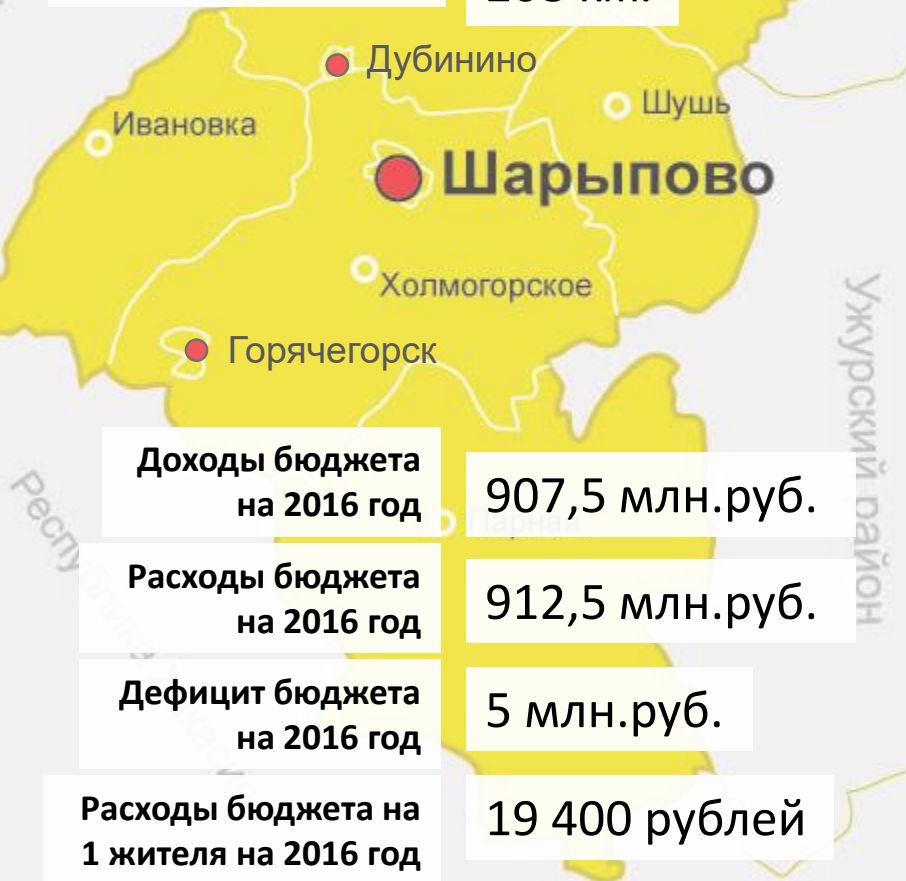 Дубинино
Шушь
Ивановка
Шарыпово
Холмогорское
Горячегорск
Ужурский район
Доходы бюджета
на 2016 год
907,5 млн.руб.
Парная
Расходы бюджета
на 2016 год
912,5 млн.руб.
Дефицит бюджета
на 2016 год
5 млн.руб.
Расходы бюджета на
1 жителя на 2016 год
19 400 рублей